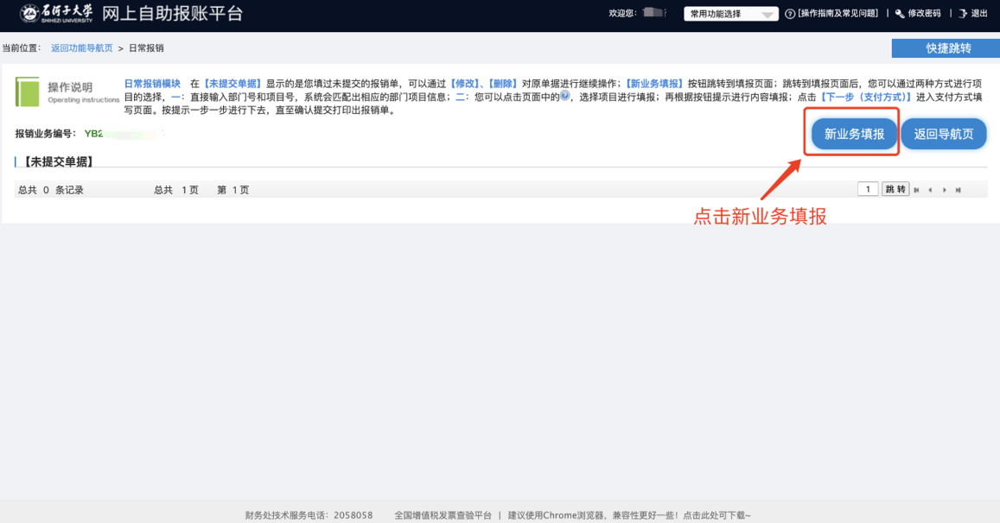 石河子大学 网上自助报账平台
SHIHEZI UNIVERSITY
欢迎您: 常用功能选择 [操作指南及常见问题] | 修改密码 | 退出
当前位置: 返回功能导航页 > 日常报销
快捷跳转
操作说明
Operating instructions
日常报销模块 在【未提交单据】显示的是您填过未提交的报销单，可以通过【修改】、【删除】对原单据进行继续操作；【新业务填报】按钮跳转到填报页面；跳转到填报页面后，您可以通过两种方式进行项
目的选择，一：直接输入部门号和项目号，系统会匹配出相应的部门项目信息；二：您可以点击页面中的，选择项目进行填报；再根据按钮提示进行内容填报；点击【下一步（支付方式）】进入支付方式填
写页面。按提示一步一步进行下去，直至确认提交打印出报销单。
报销业务编号: YB2
新业务填报 返回导航页
【未提交单据】
总共 0 条记录 总共 1页 第 1页 1 跳 转
点击新业务填报
财务处技术服务电话: 2058058 全国增值税发票查验平台 | 建议使用Chrome浏览器，兼容性更好一些！点击此处可下载~